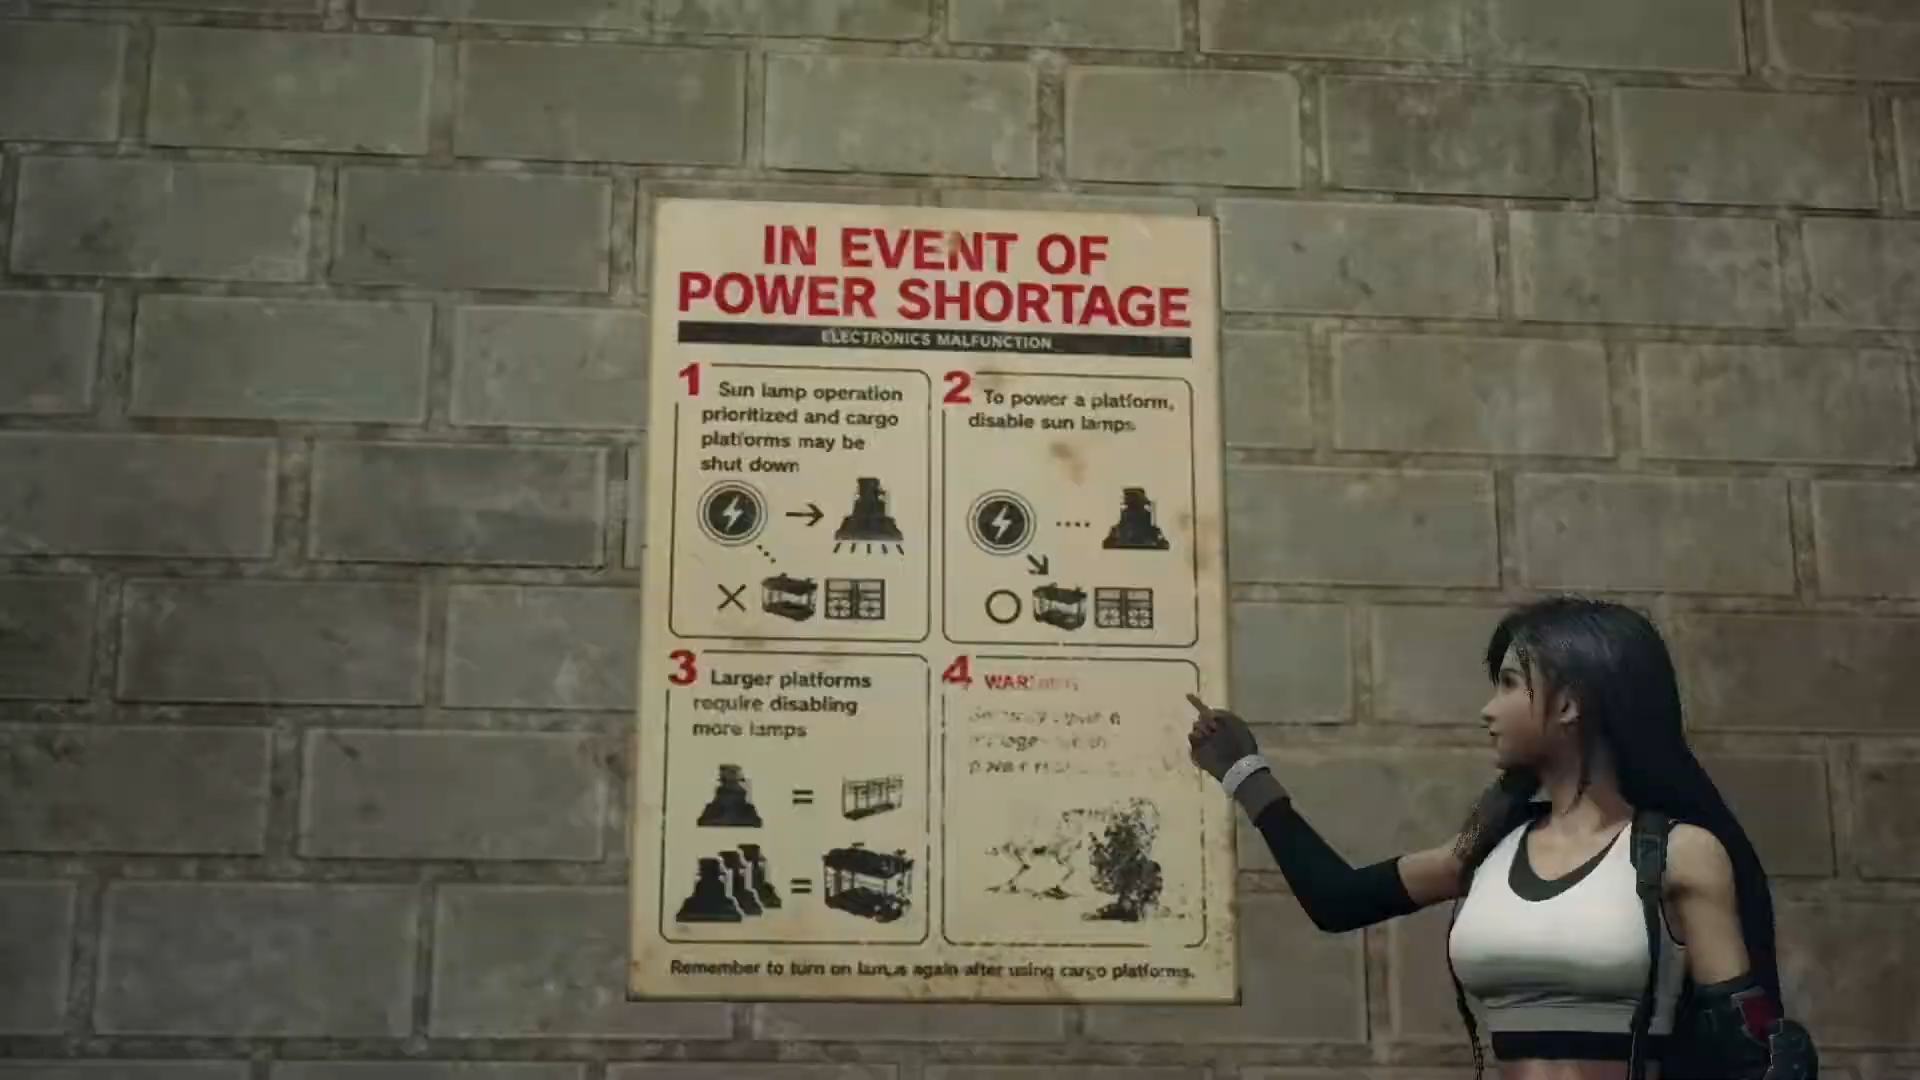 IN EVENT OF
POWER SHORTAGE
ELECTRONICS MALFUNCTION
1 Sun lamp operation
prioritized and cargo
platforms may be
shut down
2 To power a platform,
disable sun lamps
3 Larger platforms
require disabling
more lamps
4
Remember to turn on lamps again after using cargo platforms.